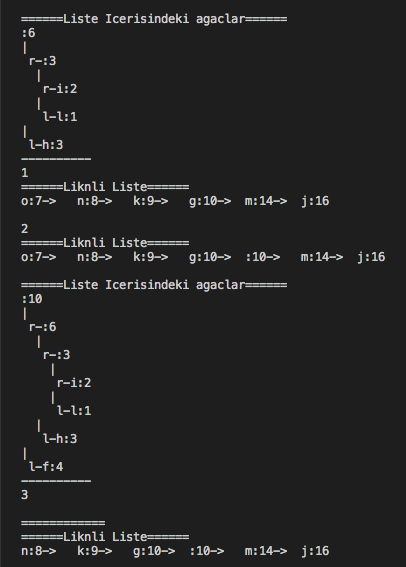 ======Liste Icerisindeki agaclar======
:6
|
 r-:3
  |
   r-i:2
  |
   l-l:1
|
 l-h:3
----------
1
======Liknli Liste======
o:7->   n:8->   k:9->   g:10->  m:14->  j:16

2
======Liknli Liste======
o:7->   n:8->   k:9->   g:10->  :10->   m:14->  j:16

======Liste Icerisindeki agaclar======
:10
|
 r-:6
  |
   r-:3
    |
     r-i:2
    |
     l-l:1
  |
   l-h:3
|
 l-f:4
----------
3

============
======Liknli Liste======
n:8->   k:9->   g:10->  :10->   m:14->  j:16